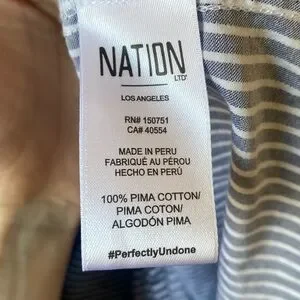 NATION
LTD
LOS ANGELES
RN# 150751
CA# 40554
MADE IN PERU
FABRIQUÉ AU PÉROU
HECHO EN PERÚ
100% PIMA COTTON/
PIMA COTON/
ALGODÓN PIMA
#PerfectlyUndone